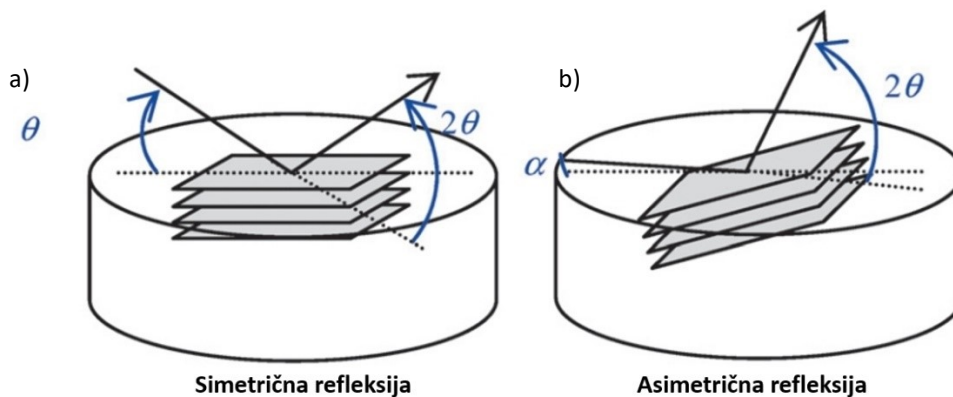 a)
θ
2θ
Simetrična refleksija
b)
α
2θ
Asimetrična refleksija